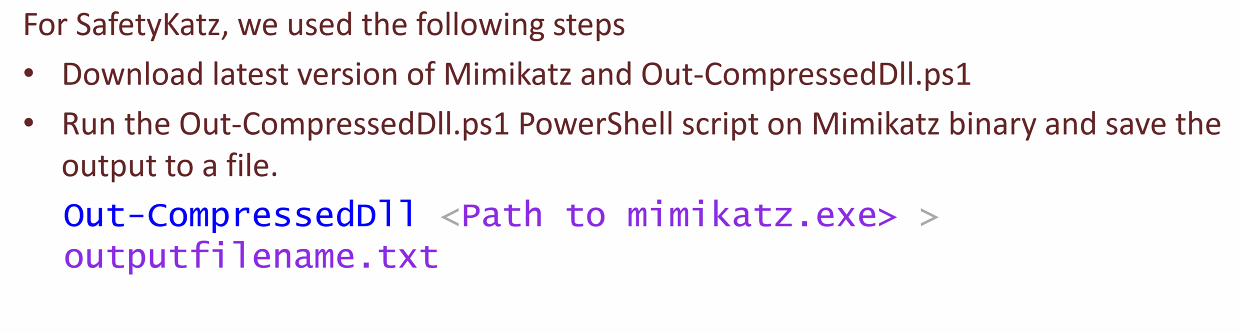 For SafetyKatz, we used the following steps
• Download latest version of Mimikatz and Out-CompressedDll.ps1
• Run the Out-CompressedDll.ps1 PowerShell script on Mimikatz binary and save the
output to a file.
Out-CompressedDll <Path to mimikatz.exe> >
outputfilename.txt